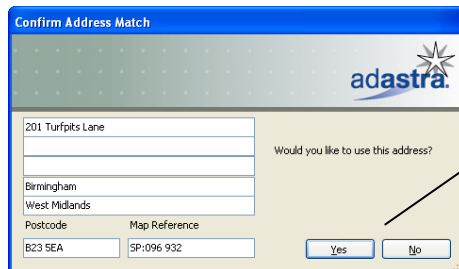 Confirm Address Match
adastra.
201 Turfpits Lane
Would you like to use this address?
Birmingham
West Midlands
Postcode Map Reference
B23 5EA SP:096 932
Yes No